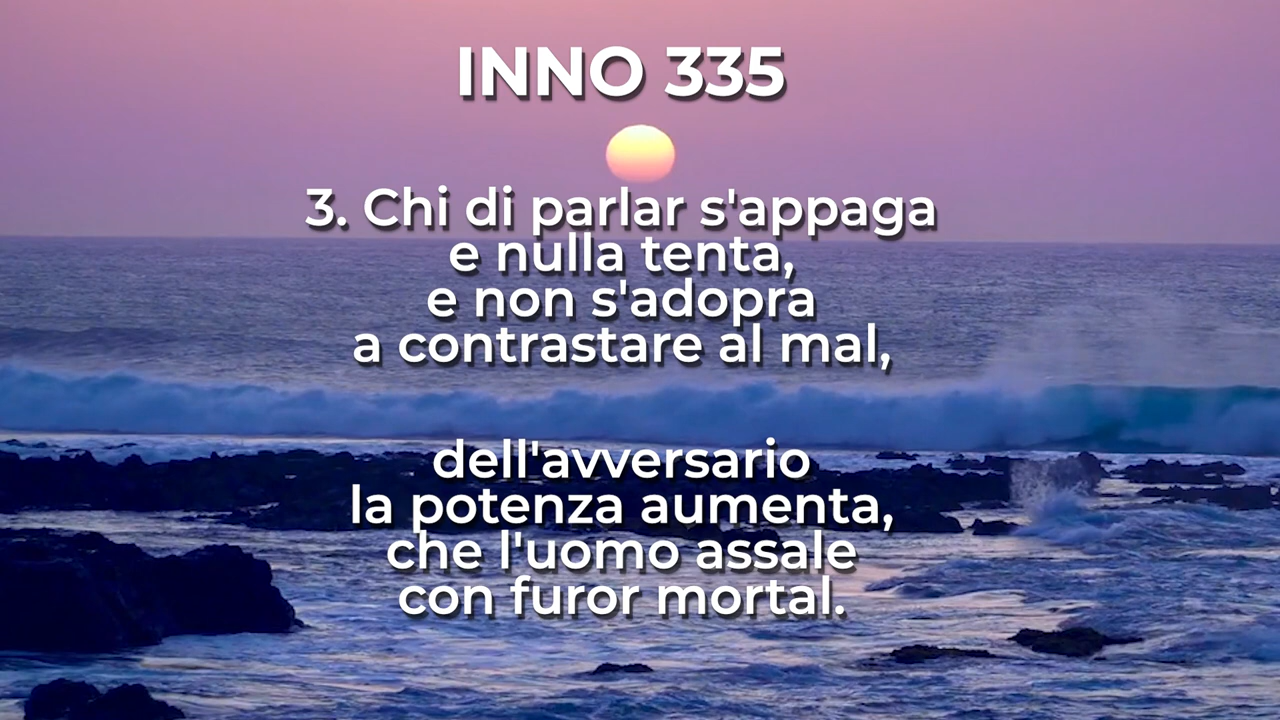 INNO 335
3. Chi di parlar s'appaga
e nulla tenta,
e non s'adopra
a contrastare al mal,
dell'avversario
la potenza aumenta,
che l'uomo assale
con furor mortal.